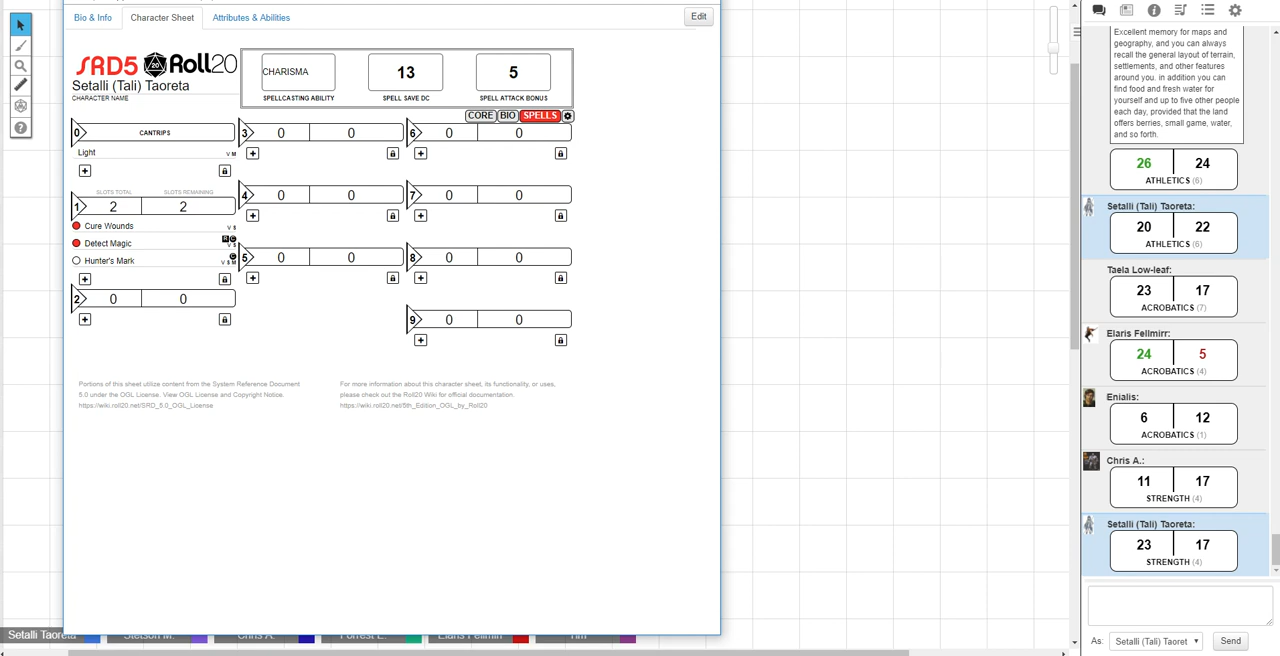 Bio & Info
Character Sheet
Attributes & Abilities
Edit
SRD5 Roll20
Setalli (Tali) Taoreta
CHARACTER NAME
CHARISMA
SPELLCASTING ABILITY
13
SPELL SAVE DC
5
SPELL ATTACK BONUS
CORE
BIO
SPELLS
0
CANTRIPS
Light
V M
SLOTS TOTAL
SLOTS REMAINING
1 2 2
Cure Wounds
V S
Detect Magic
R C
V S
Hunter's Mark
C
V S M
2 0 0
3 0 0
4 0 0
5 0 0
6 0 0
7 0 0
8 0 0
9 0 0
Portions of this sheet utilize content from the System Reference Document
5.0 under the OGL License. View OGL License and Copyright Notice.
https://wiki.roll20.net/SRD_5.0_OGL_License
For more information about this character sheet, its functionality, or uses,
please check out the Roll20 Wiki for official documentation.
https://wiki.roll20.net/5th_Edition_OGL_by_Roll20
Setalli Taoreta
Stetson M.
Chris A.
Forrest E.
Elaris Fellmirr
Tim
Excellent memory for maps and
geography, and you can always
recall the general layout of terrain,
settlements, and other features
around you. in addition you can
find food and fresh water for
yourself and up to five other people
each day, provided that the land
offers berries, small game, water,
and so forth.
26 24
ATHLETICS (6)
Setalli (Tali) Taoreta:
20 22
ATHLETICS (6)
Taela Low-leaf:
23 17
ACROBATICS (7)
Elaris Fellmirr:
24 5
ACROBATICS (4)
Enialis:
6 12
ACROBATICS (1)
Chris A.:
11 17
STRENGTH (4)
Setalli (Tali) Taoreta:
23 17
STRENGTH (4)
As:
Setalli (Tali) Taoret
Send